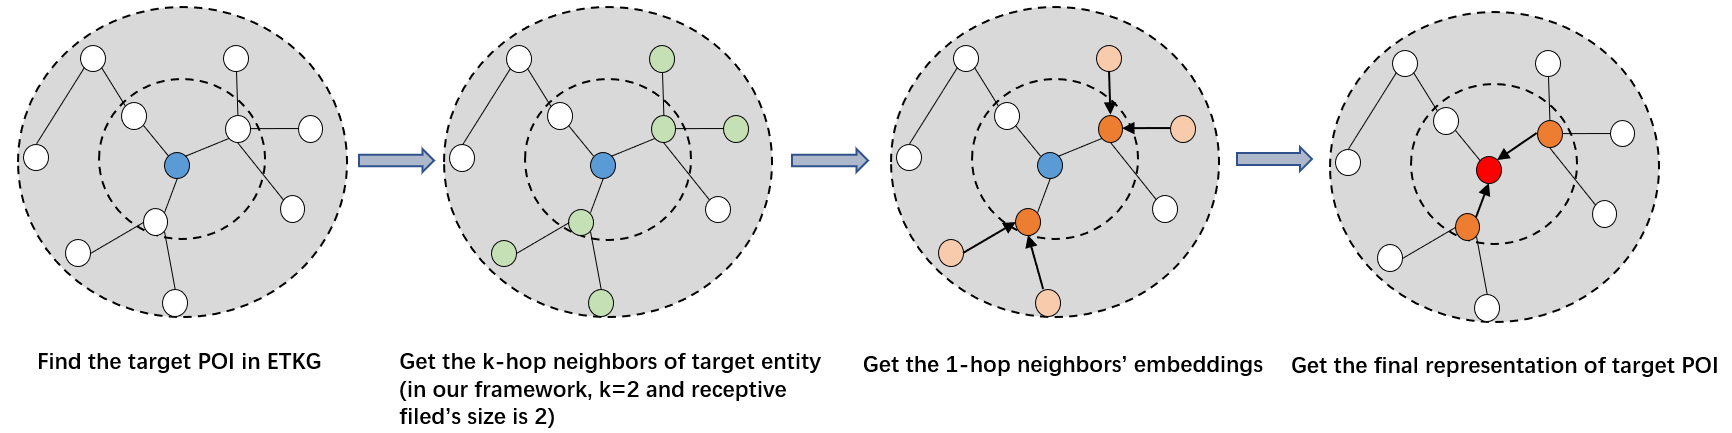 Find the target POI in ETKG
Get the k-hop neighbors of target entity
(in our framework, k=2 and receptive
filed's size is 2)
Get the 1-hop neighbors' embeddings
Get the final representation of target POI